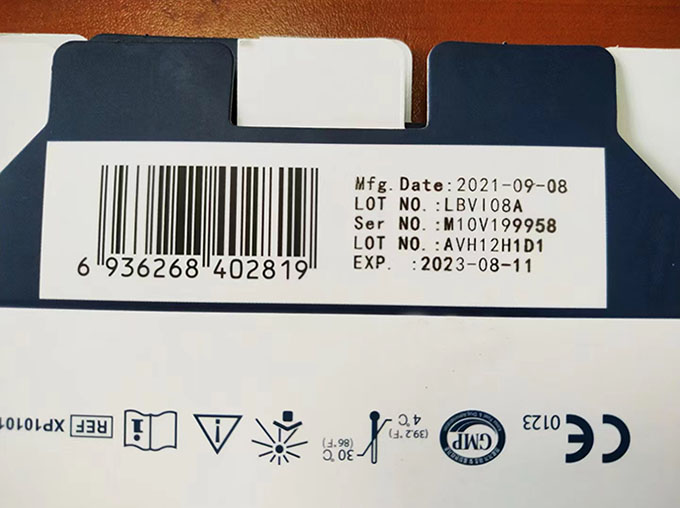 Mfg. Date: 2021-09-08
LOT NO. :LBVI08A
Ser NO. :M10V199958
LOT NO. :AVH12H1D1
EXP. :2023-08-11
6 936268 402819
CE 0123
GMP
4°C
(39.2°F)
30°C
(86°F)
i
REF XP10101